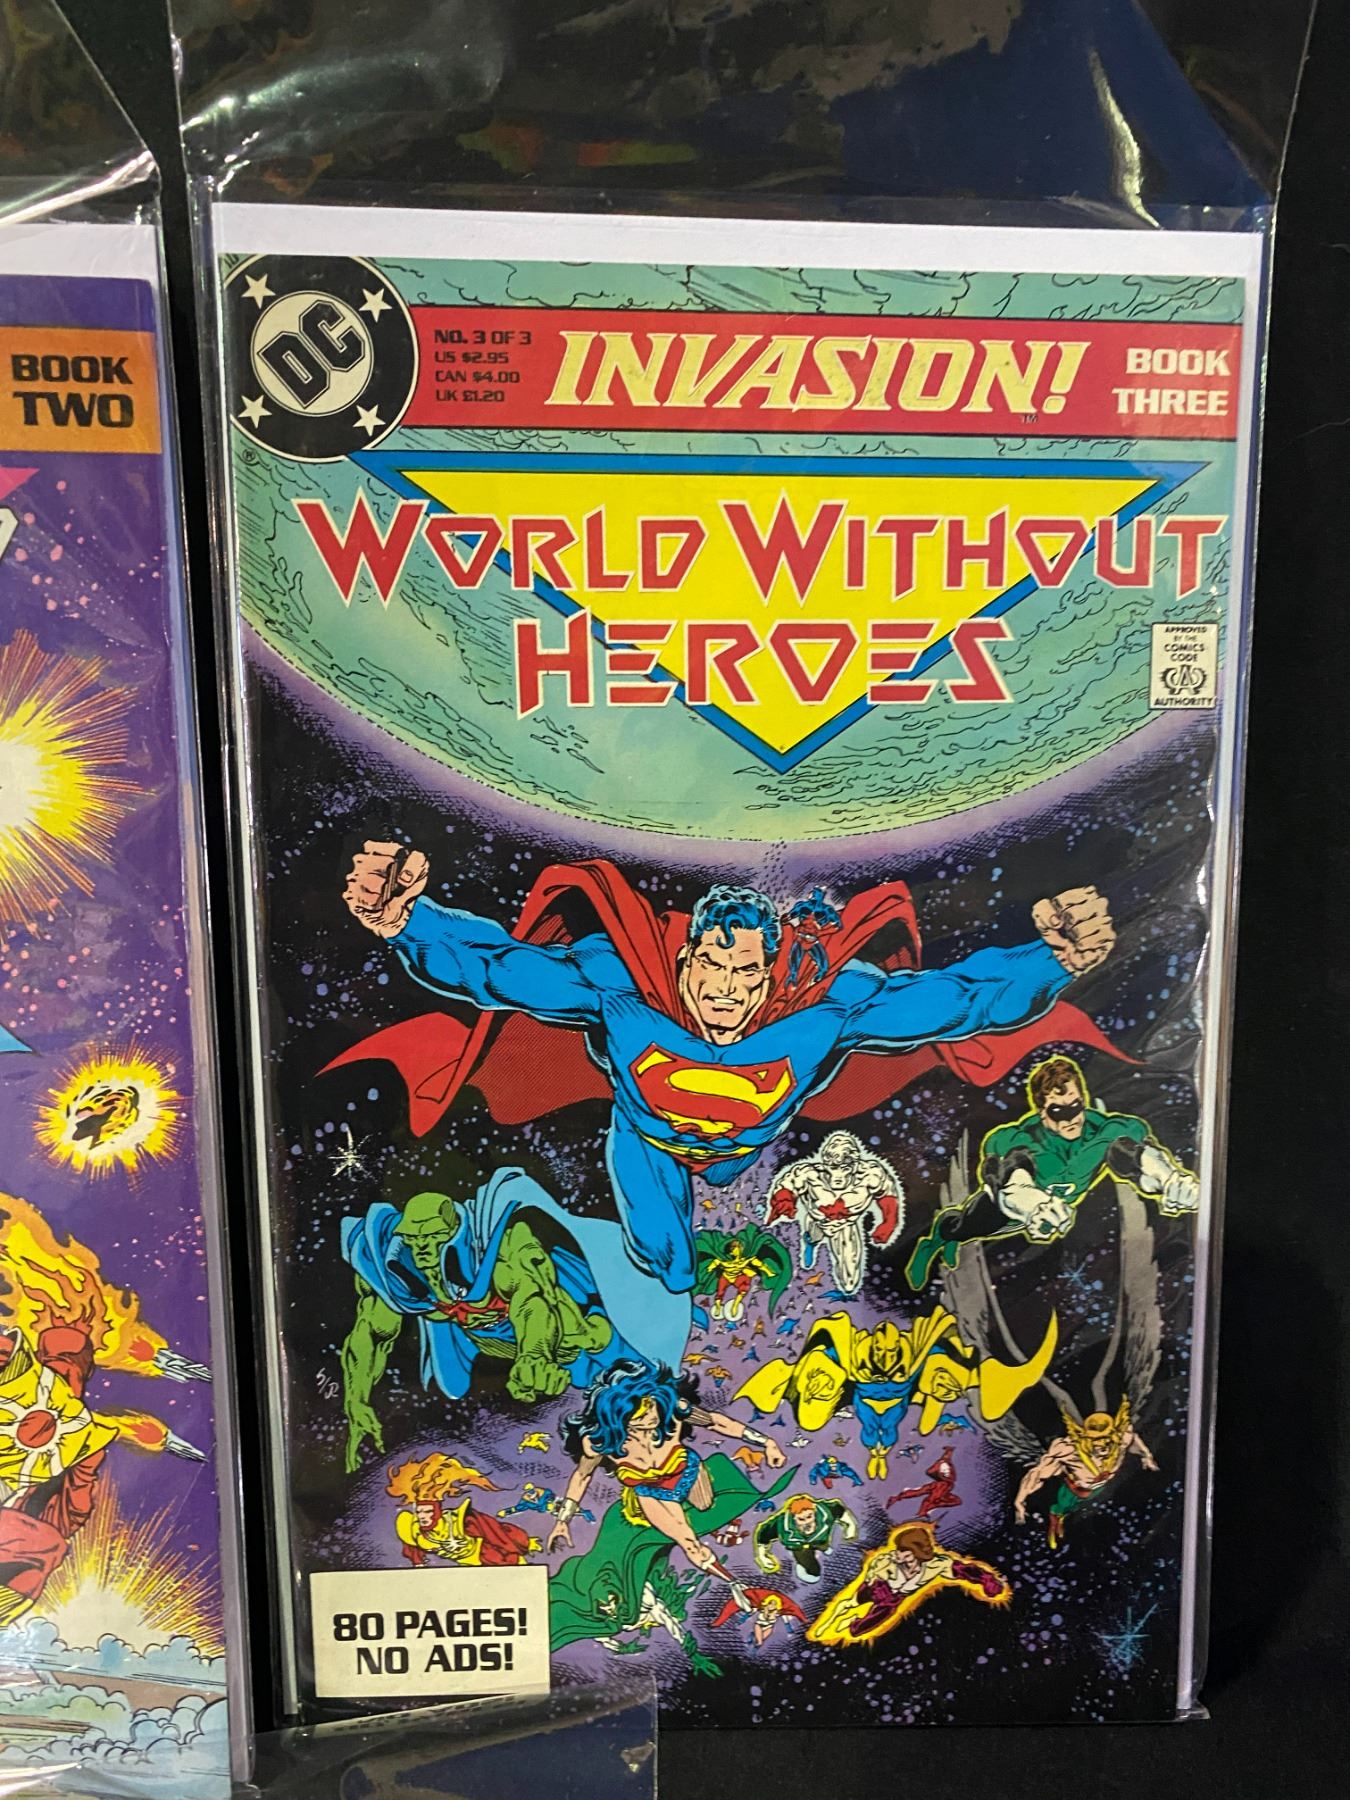 BOOK
TWO
DC
NO. 3 OF 3
US $2.95
CAN $4.00
UK £1.20
INVASION!
TM
BOOK
THREE
®
WORLD WITHOUT
HEROES
APPROVED
BY THE
COMICS
CODE
AUTHORITY
S
80 PAGES!
NO ADS!